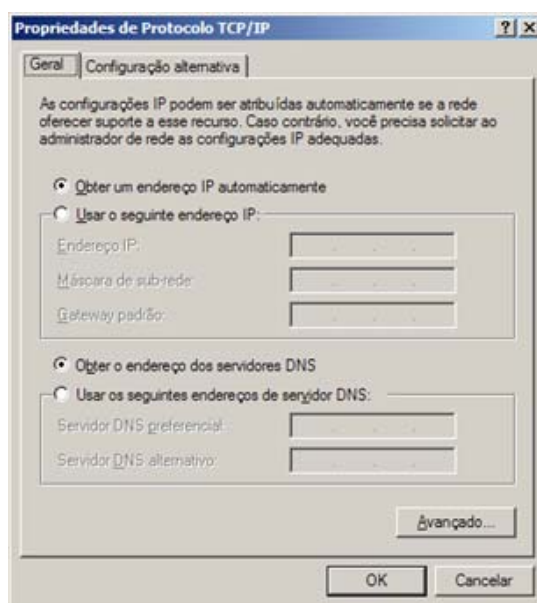 Propriedades de Protocolo TCP/IP
Geral
Configuração alternativa
As configurações IP podem ser atribuídas automaticamente se a rede
oferecer suporte a esse recurso. Caso contrário, você precisa solicitar ao
administrador de rede as configurações IP adequadas.
Obter um endereço IP automaticamente
Usar o seguinte endereço IP:
Endereço IP:
Máscara de sub-rede:
Gateway padrão:
Obter o endereço dos servidores DNS
Usar os seguintes endereços de servidor DNS:
Servidor DNS preferencial:
Servidor DNS alternativo:
Avançado...
OK
Cancelar